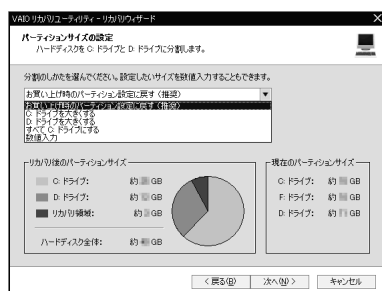 VAIO リカバリユーティリティ - リカバリウィザード
パーティションサイズの設定
ハードディスクを C: ドライブと D: ドライブに分割します。
分割のしかたを選んでください。設定したいサイズを数値入力することもできます。
お買い上げ時のパーティション設定に戻す (推奨)
お買い上げ時のパーティション設定に戻す (推奨)
C: ドライブを大きくする
D: ドライブを大きくする
すべて C: ドライブにする
数値入力
リカバリ後のパーティションサイズ
C: ドライブ: 約 GB
D: ドライブ: 約 GB
リカバリ領域: 約 GB
ハードディスク全体: 約 GB
現在のパーティションサイズ
C: ドライブ: 約 GB
F: ドライブ: 約 GB
D: ドライブ: 約 GB
< 戻る(B)
次へ(N) >
キャンセル